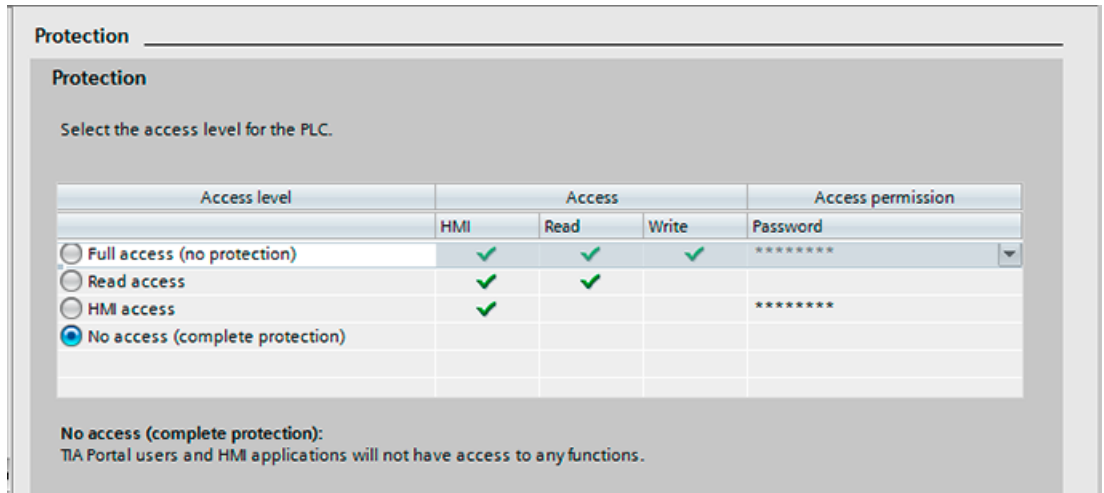 Protection
Protection
Select the access level for the PLC.
Access level Access Access permission
HMI Read Write Password
Full access (no protection) ********
Read access
HMI access ********
No access (complete protection)
No access (complete protection):
TIA Portal users and HMI applications will not have access to any functions.